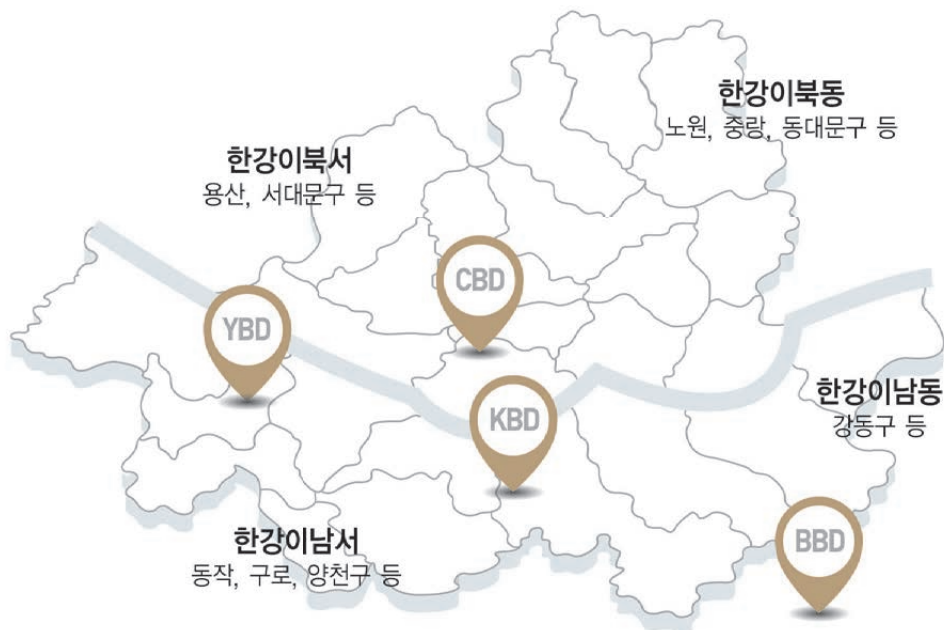 한강이북동
노원, 중랑, 동대문구 등
한강이북서
용산, 서대문구 등
CBD
YBD
한강이남동
강동구 등
KBD
한강이남서
동작, 구로, 양천구 등
BBD